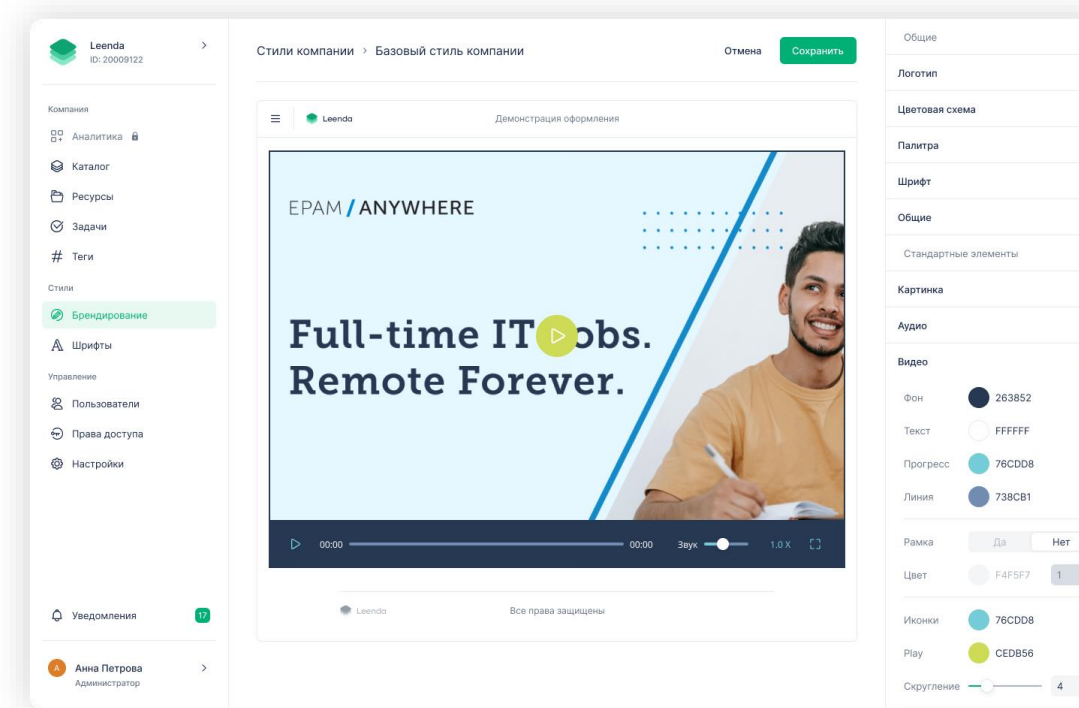 Leenda
ID: 20009122
Компания
Аналитика
Каталог
Ресурсы
Задачи
Теги
Стили
Брендирование
Шрифты
Управление
Пользователи
Права доступа
Настройки
Уведомления 17
А Анна Петрова
Администратор
Стили компании > Базовый стиль компании Отмена Сохранить
Leenda Демонстрация оформления
EPAM / ANYWHERE
Full-time IT obs.
Remote Forever.
00:00 00:00 Звук 1.0 X
Leenda Все права защищены
Общие
Логотип
Цветовая схема
Палитра
Шрифт
Общие
Стандартные элементы
Картинка
Аудио
Видео
Фон 263852
Текст FFFFFF
Прогресс 76CDD8
Линия 738CB1
Рамка Да Нет
Цвет F4F5F7 1
Иконки 76CDD8
Play CEDB56
Скругление 4